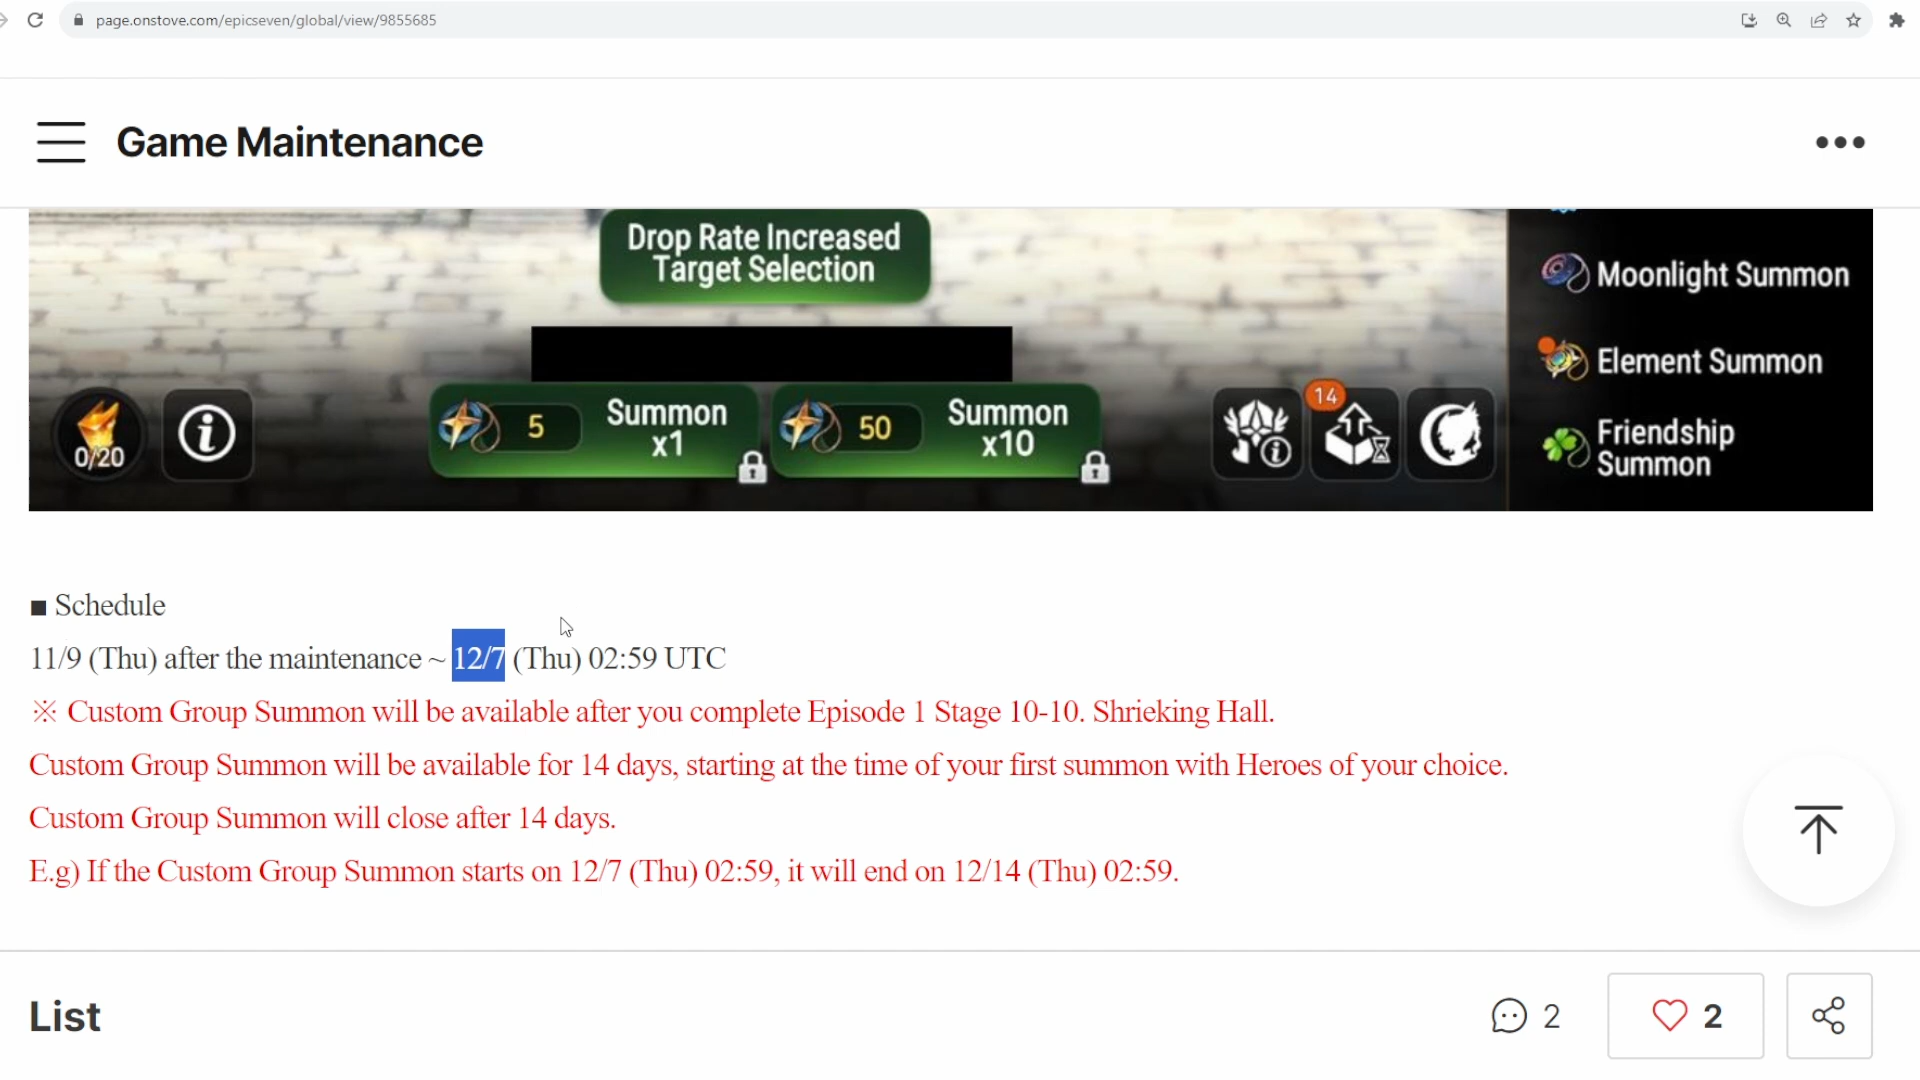 page.onstove.com/epicseven/global/view/9855685
Game Maintenance
Drop Rate Increased
Target Selection
Moonlight Summon
Element Summon
Friendship
Summon
0/20
5
Summon
x1
50
Summon
x10
14
■ Schedule
11/9 (Thu) after the maintenance ~ 12/7 (Thu) 02:59 UTC
※ Custom Group Summon will be available after you complete Episode 1 Stage 10-10. Shrieking Hall.
Custom Group Summon will be available for 14 days, starting at the time of your first summon with Heroes of your choice.
Custom Group Summon will close after 14 days.
E.g) If the Custom Group Summon starts on 12/7 (Thu) 02:59, it will end on 12/14 (Thu) 02:59.
List
2
2